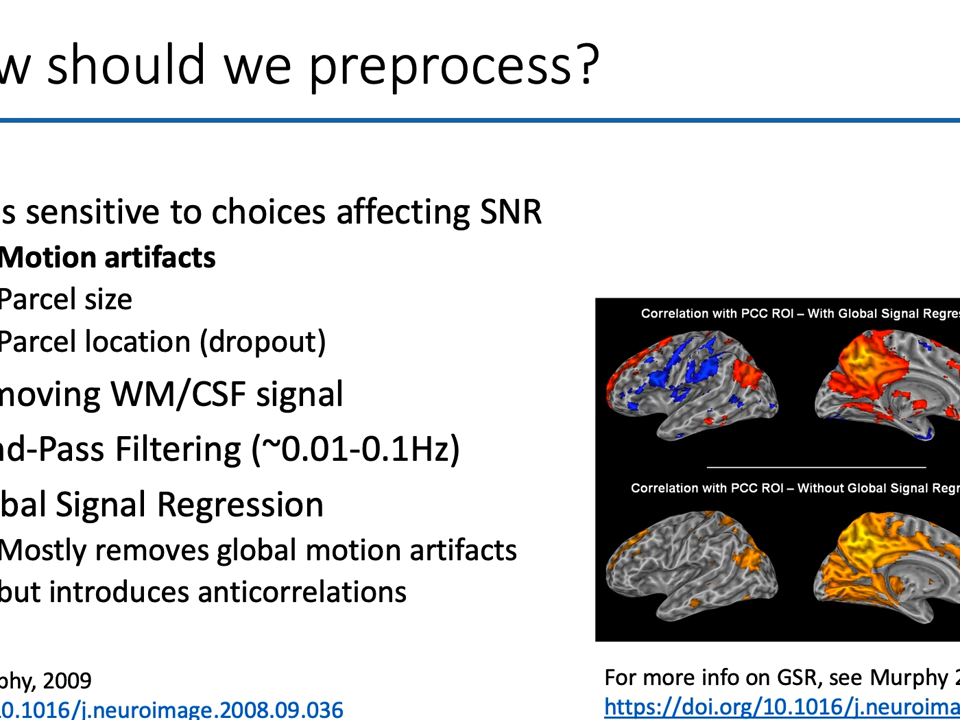 w should we preprocess?
s sensitive to choices affecting SNR
Motion artifacts
Parcel size
Parcel location (dropout)
moving WM/CSF signal
nd-Pass Filtering (~0.01-0.1Hz)
bal Signal Regression
Mostly removes global motion artifacts
but introduces anticorrelations
Correlation with PCC ROI – With Global Signal Regres
Correlation with PCC ROI – Without Global Signal Regr
phy, 2009
0.1016/j.neuroimage.2008.09.036
For more info on GSR, see Murphy 2
https://doi.org/10.1016/j.neuroima